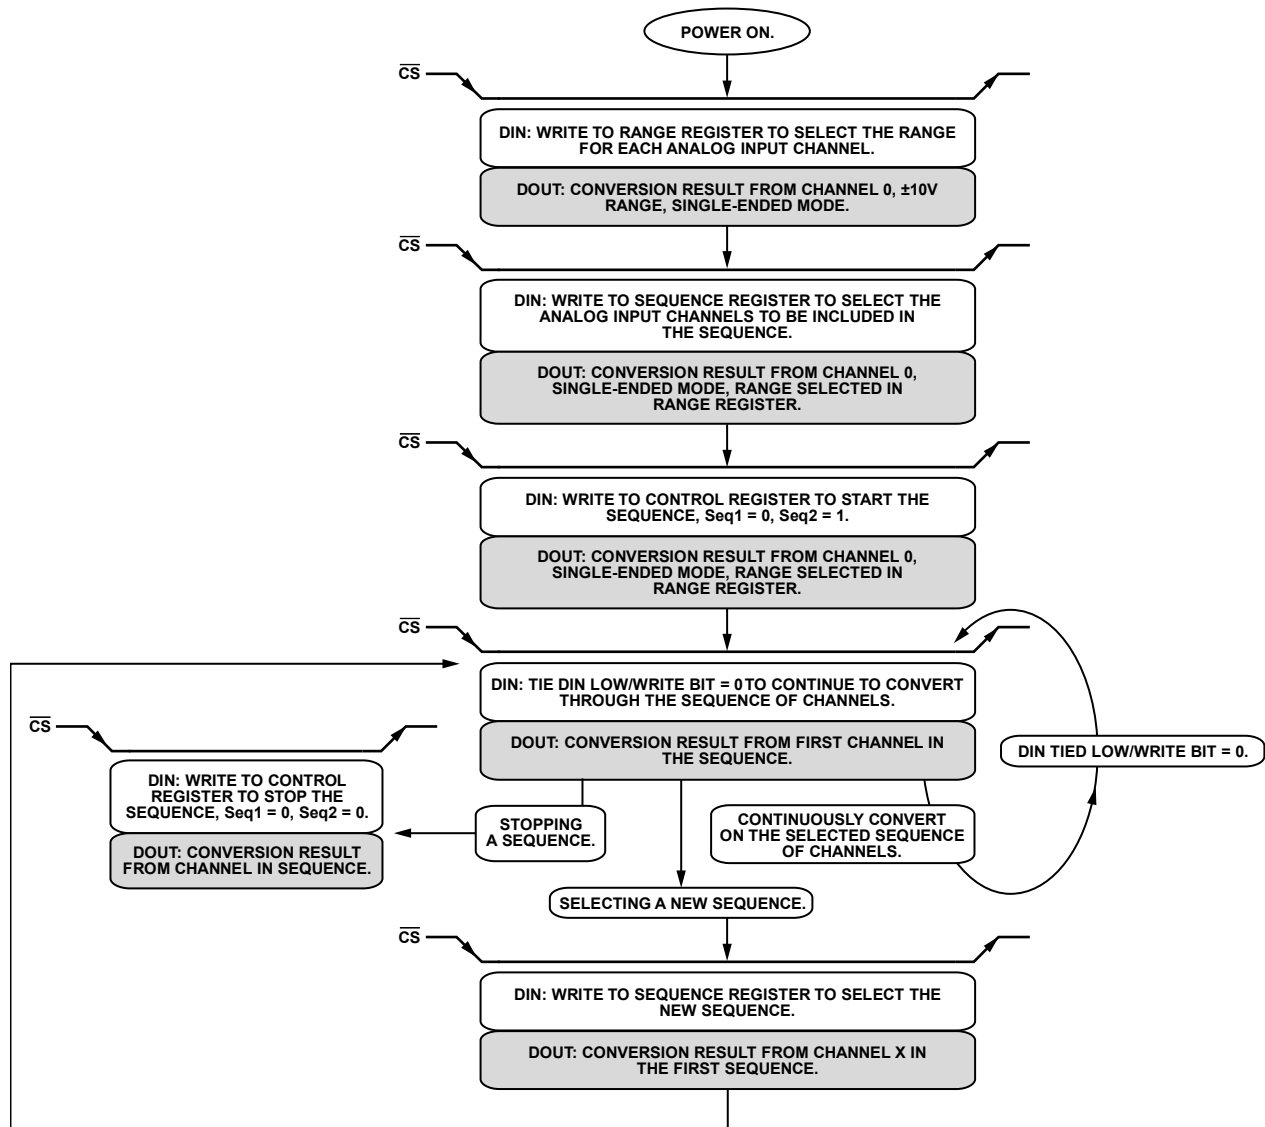 POWER ON.
CS
DIN: WRITE TO RANGE REGISTER TO SELECT THE RANGE
FOR EACH ANALOG INPUT CHANNEL.
DOUT: CONVERSION RESULT FROM CHANNEL 0, ±10V
RANGE, SINGLE-ENDED MODE.
CS
DIN: WRITE TO SEQUENCE REGISTER TO SELECT THE
ANALOG INPUT CHANNELS TO BE INCLUDED IN
THE SEQUENCE.
DOUT: CONVERSION RESULT FROM CHANNEL 0,
SINGLE-ENDED MODE, RANGE SELECTED IN
RANGE REGISTER.
CS
DIN: WRITE TO CONTROL REGISTER TO START THE
SEQUENCE, Seq1 = 0, Seq2 = 1.
DOUT: CONVERSION RESULT FROM CHANNEL 0,
SINGLE-ENDED MODE, RANGE SELECTED IN
RANGE REGISTER.
CS
DIN: TIE DIN LOW/WRITE BIT = 0 TO CONTINUE TO CONVERT
THROUGH THE SEQUENCE OF CHANNELS.
DOUT: CONVERSION RESULT FROM FIRST CHANNEL IN
THE SEQUENCE.
DIN TIED LOW/WRITE BIT = 0.
CS
DIN: WRITE TO CONTROL
REGISTER TO STOP THE
SEQUENCE, Seq1 = 0, Seq2 = 0.
DOUT: CONVERSION RESULT
FROM CHANNEL IN SEQUENCE.
STOPPING
A SEQUENCE.
CONTINUOUSLY CONVERT
ON THE SELECTED SEQUENCE
OF CHANNELS.
SELECTING A NEW SEQUENCE.
CS
DIN: WRITE TO SEQUENCE REGISTER TO SELECT THE
NEW SEQUENCE.
DOUT: CONVERSION RESULT FROM CHANNEL X IN
THE FIRST SEQUENCE.